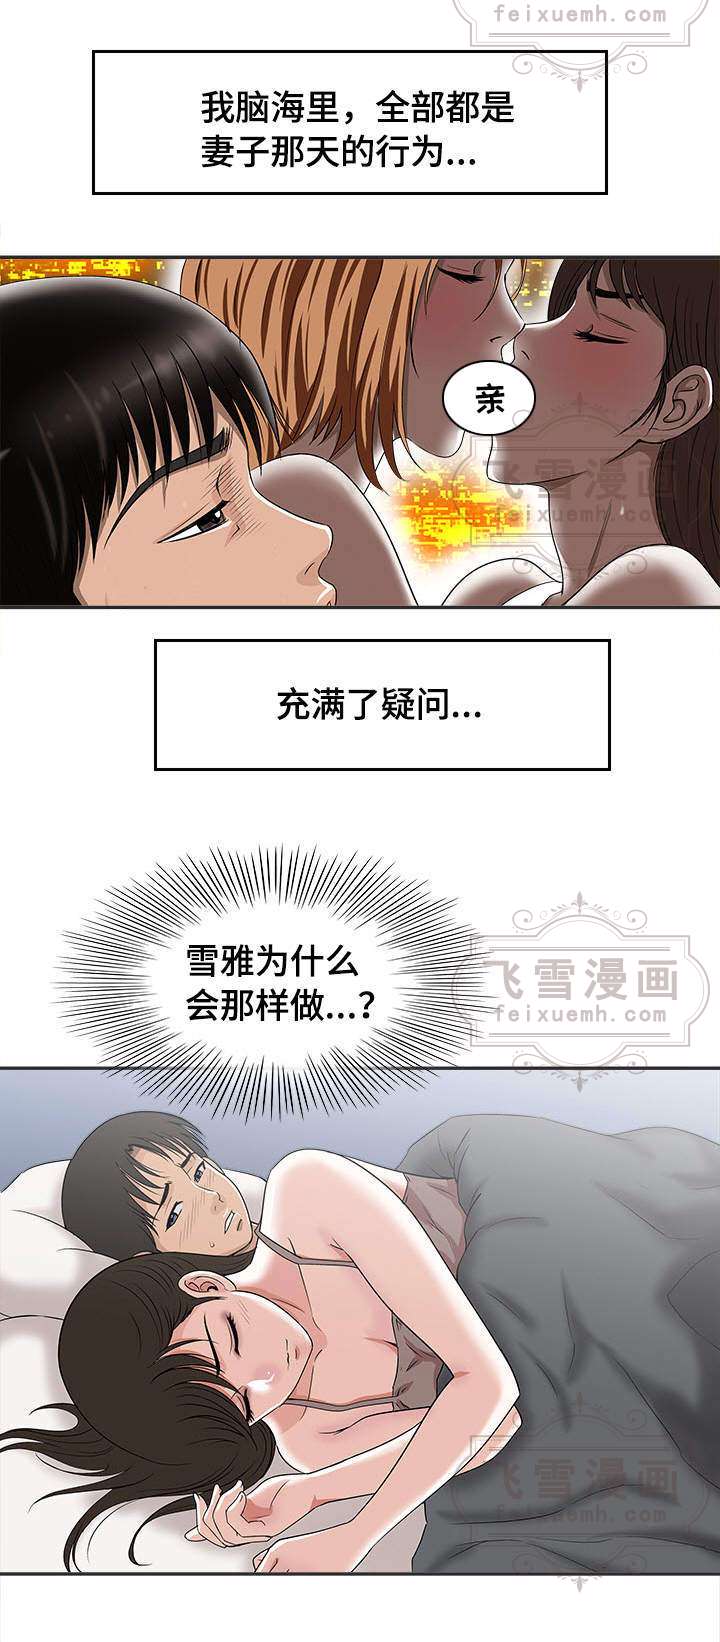 feixuemh.com
我脑海里，全部都是
妻子那天的行为...
亲
飞雪漫画
feixuemh.com
充满了疑问...
雪雅为什么
会那样做...？
飞雪漫画
feixuemh.com
飞雪漫画
feixuemh.com